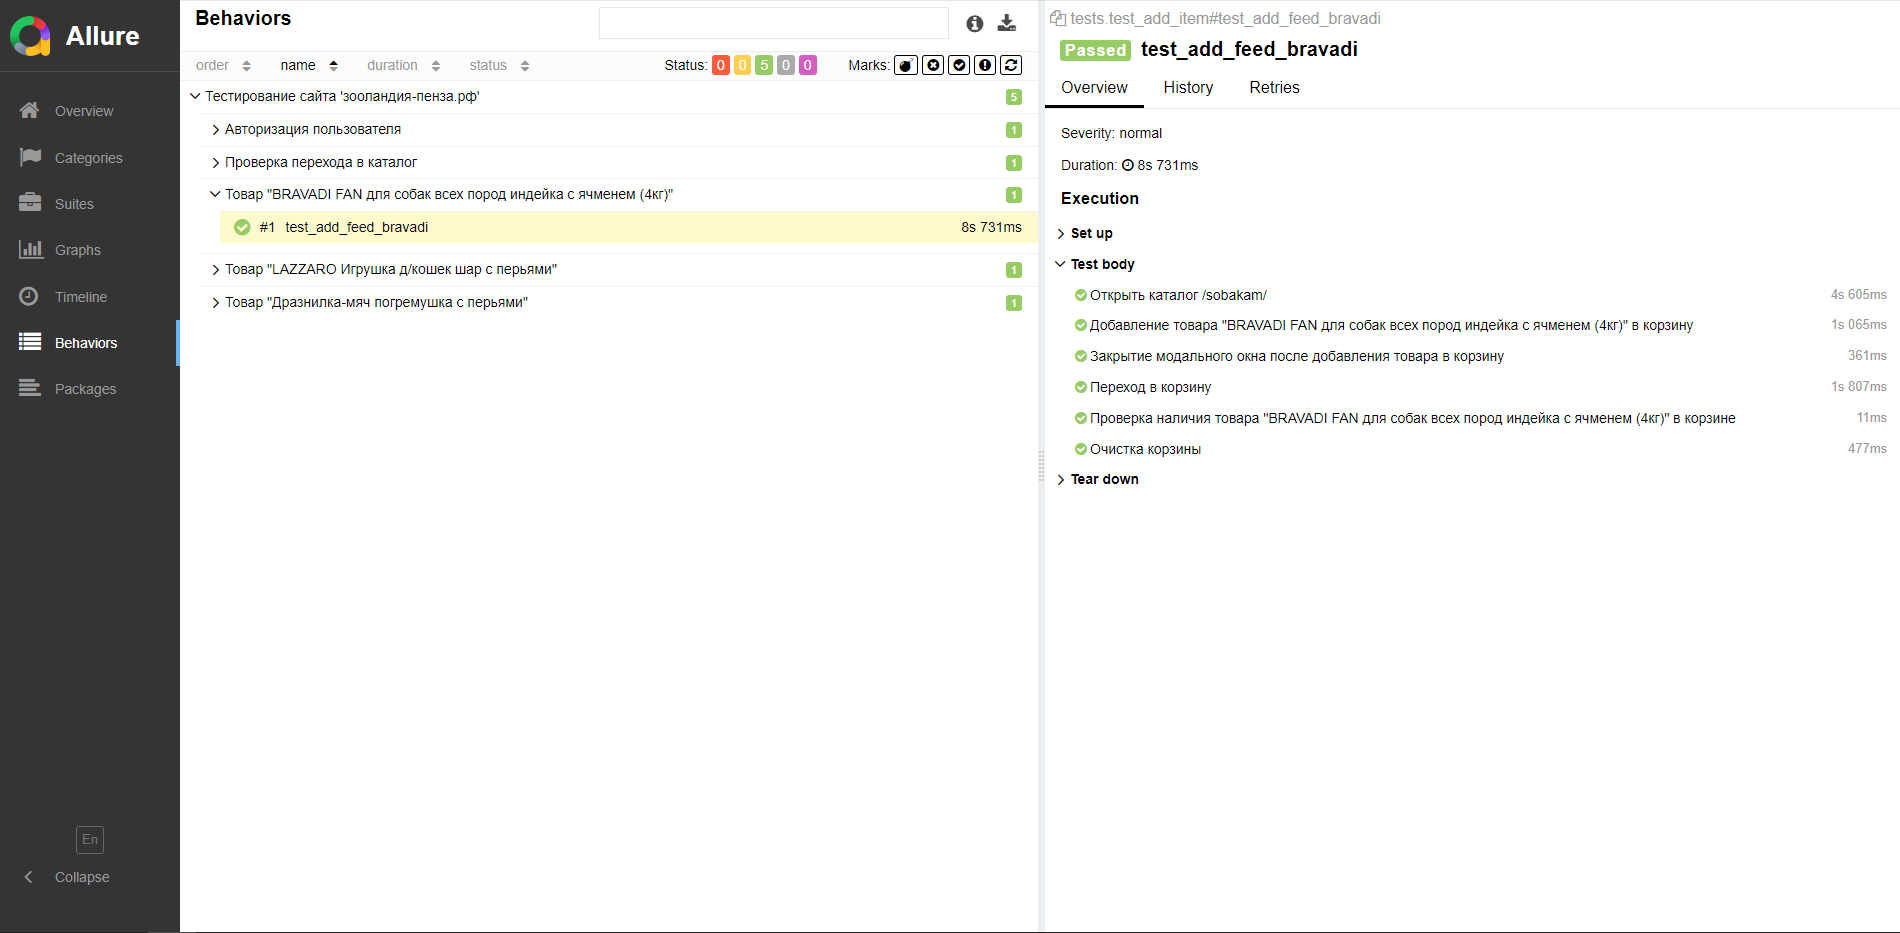 Allure
Overview
Categories
Suites
Graphs
Timeline
Behaviors
Packages
En
Collapse
Behaviors
order name duration status Status: 0 0 5 0 0 Marks:
Тестирование сайта 'зооландия-пенза.рф' 5
Авторизация пользователя 1
Проверка перехода в каталог 1
Товар "BRAVADI FAN для собак всех пород индейка с ячменем (4кг)" 1
#1 test_add_feed_bravadi 8s 731ms
Товар "LAZZARO Игрушка д/кошек шар с перьями" 1
Товар "Дразнилка-мяч погремушка с перьями" 1
tests.test_add_item#test_add_feed_bravadi
Passed test_add_feed_bravadi
Overview History Retries
Severity: normal
Duration: 8s 731ms
Execution
Set up
Test body
Открыть каталог /sobakam/ 4s 605ms
Добавление товара "BRAVADI FAN для собак всех пород индейка с ячменем (4кг)" в корзину 1s 065ms
Закрытие модального окна после добавления товара в корзину 361ms
Переход в корзину 1s 807ms
Проверка наличия товара "BRAVADI FAN для собак всех пород индейка с ячменем (4кг)" в корзине 11ms
Очистка корзины 477ms
Tear down